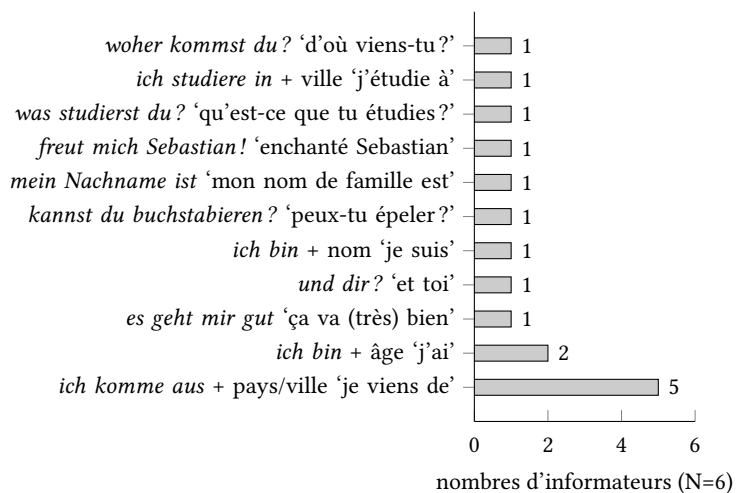 woher kommst du ? ‘d’où viens-tu ?’ 1
ich studiere in + ville ‘j’étudie à’ 1
was studierst du ? ‘qu’est-ce que tu étudies ?’ 1
freut mich Sebastian ! ‘enchanté Sebastian’ 1
mein Nachname ist ‘mon nom de famille est’ 1
kannst du buchstabieren ? ‘peux-tu épeler ?’ 1
ich bin + nom ‘je suis’ 1
und dir ? ‘et toi’ 1
es geht mir gut ‘ça va (très) bien’ 1
ich bin + âge ‘j’ai’ 2
ich komme aus + pays/ville ‘je viens de’ 5
0 2 4 6
nombres d’informateurs (N=6)